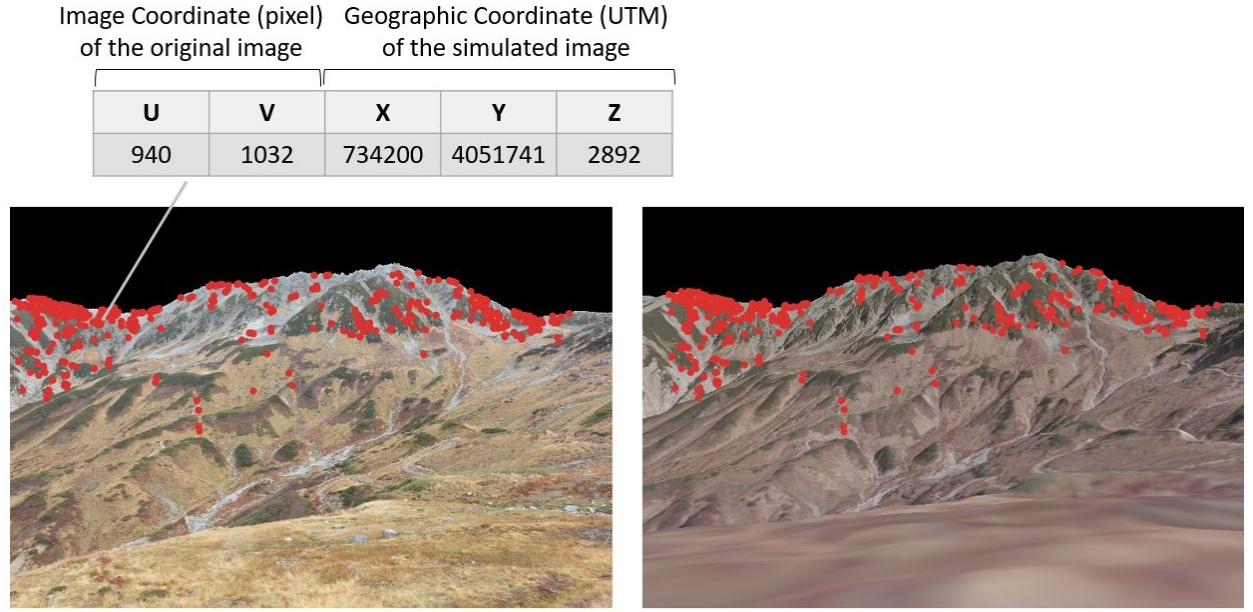 Image Coordinate (pixel)
of the original image
Geographic Coordinate (UTM)
of the simulated image
U V X Y Z
940 1032 734200 4051741 2892